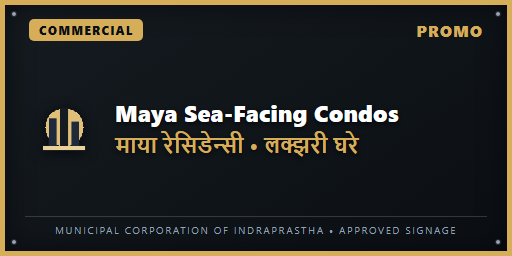 COMMERCIAL
PROMO
Maya Sea-Facing Condos
माया रेसिडेन्सी • लक्झरी घरे
MUNICIPAL CORPORATION OF INDRAPRASTHA • APPROVED SIGNAGE